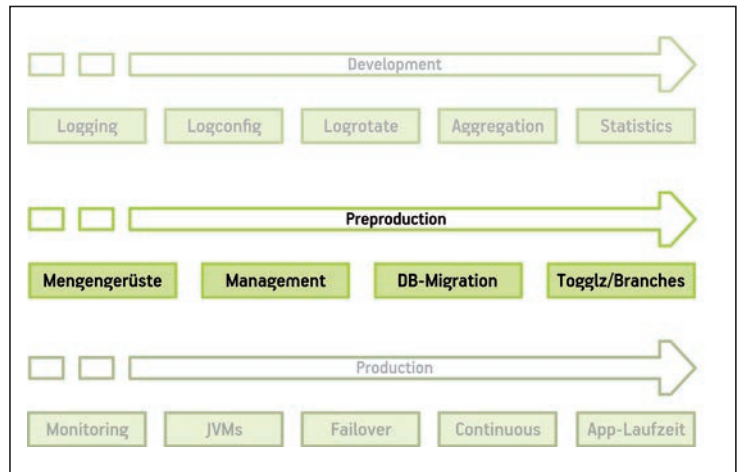 Development
Logging Logconfig Logrotate Aggregation Statistics
Preproduction
Mengengerüste Management DB-Migration Togglz/Branches
Production
Monitoring JVMs Failover Continuous App-Laufzeit